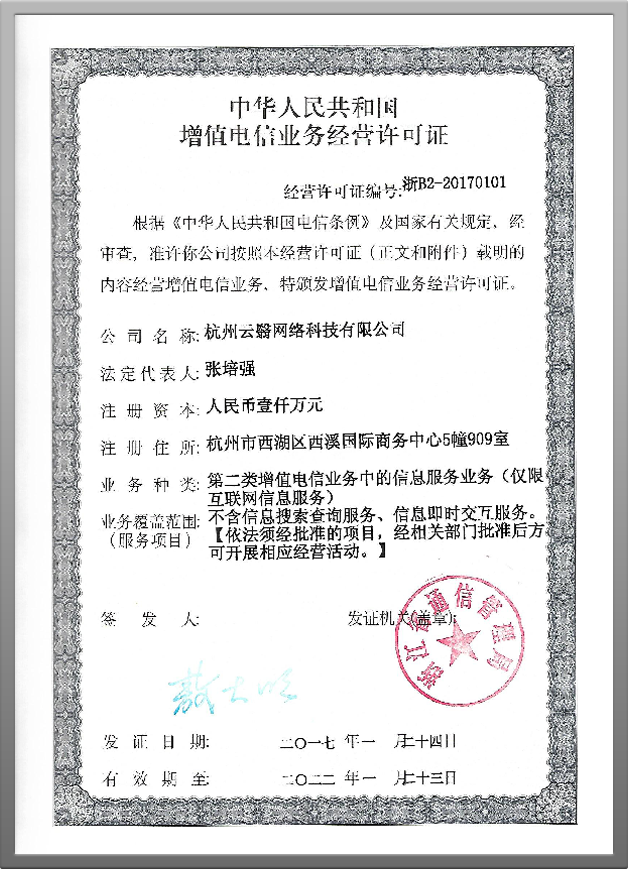 中华人民共和国
增值电信业务经营许可证
经营许可证编号:浙B2-20170101
根据《中华人民共和国电信条例》及国家有关规定、经
审查，准许你公司按照本经营许可证（正文和附件）载明的
内容经营增值电信业务、特颁发增值电信业务经营许可证。
公司名称:杭州云翳网络科技有限公司
法定代表人:张培强
注册资本:人民币壹仟万元
注册住所:杭州市西湖区西溪国际商务中心5幢909室
业务种类:第二类增值电信业务中的信息服务业务（仅限
互联网信息服务）
业务覆盖范围:不含信息搜索查询服务、信息即时交互服务。
（服务项目）【依法须经批准的项目，经相关部门批准后方
可开展相应经营活动。】
签发人:
发证机关(盖章):
浙江省通信管理局
发证日期:二〇一七年一月二十四日
有效期至:二〇二二年一月二十三日